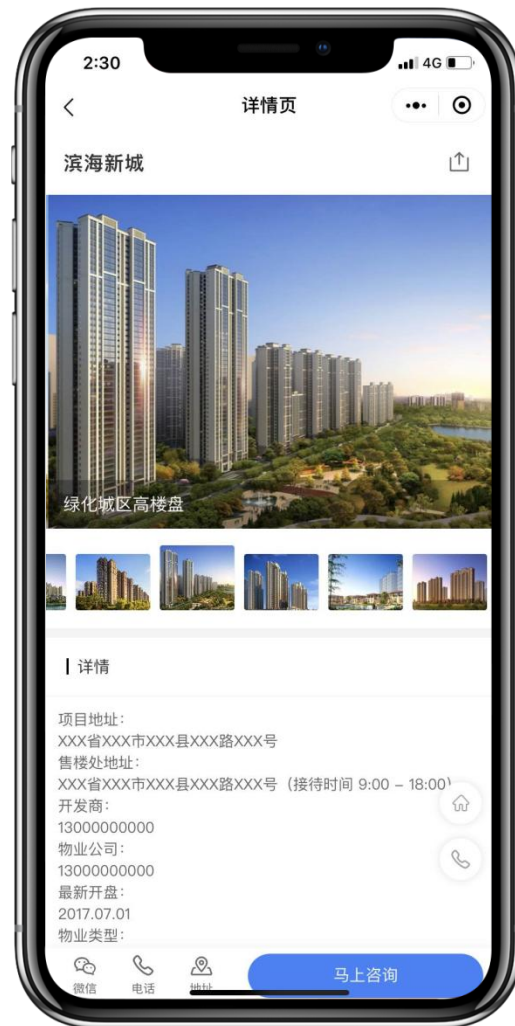 2:30
4G
详情页
滨海新城
绿化城区高楼盘
详情
项目地址：
XXX省XXX市XXX县XXX路XXX号
售楼处地址：
XXX省XXX市XXX县XXX路XXX号（接待时间 9:00 – 18:00）
开发商：
13000000000
物业公司：
13000000000
最新开盘：
2017.07.01
物业类型：
微信
电话
地址
马上咨询